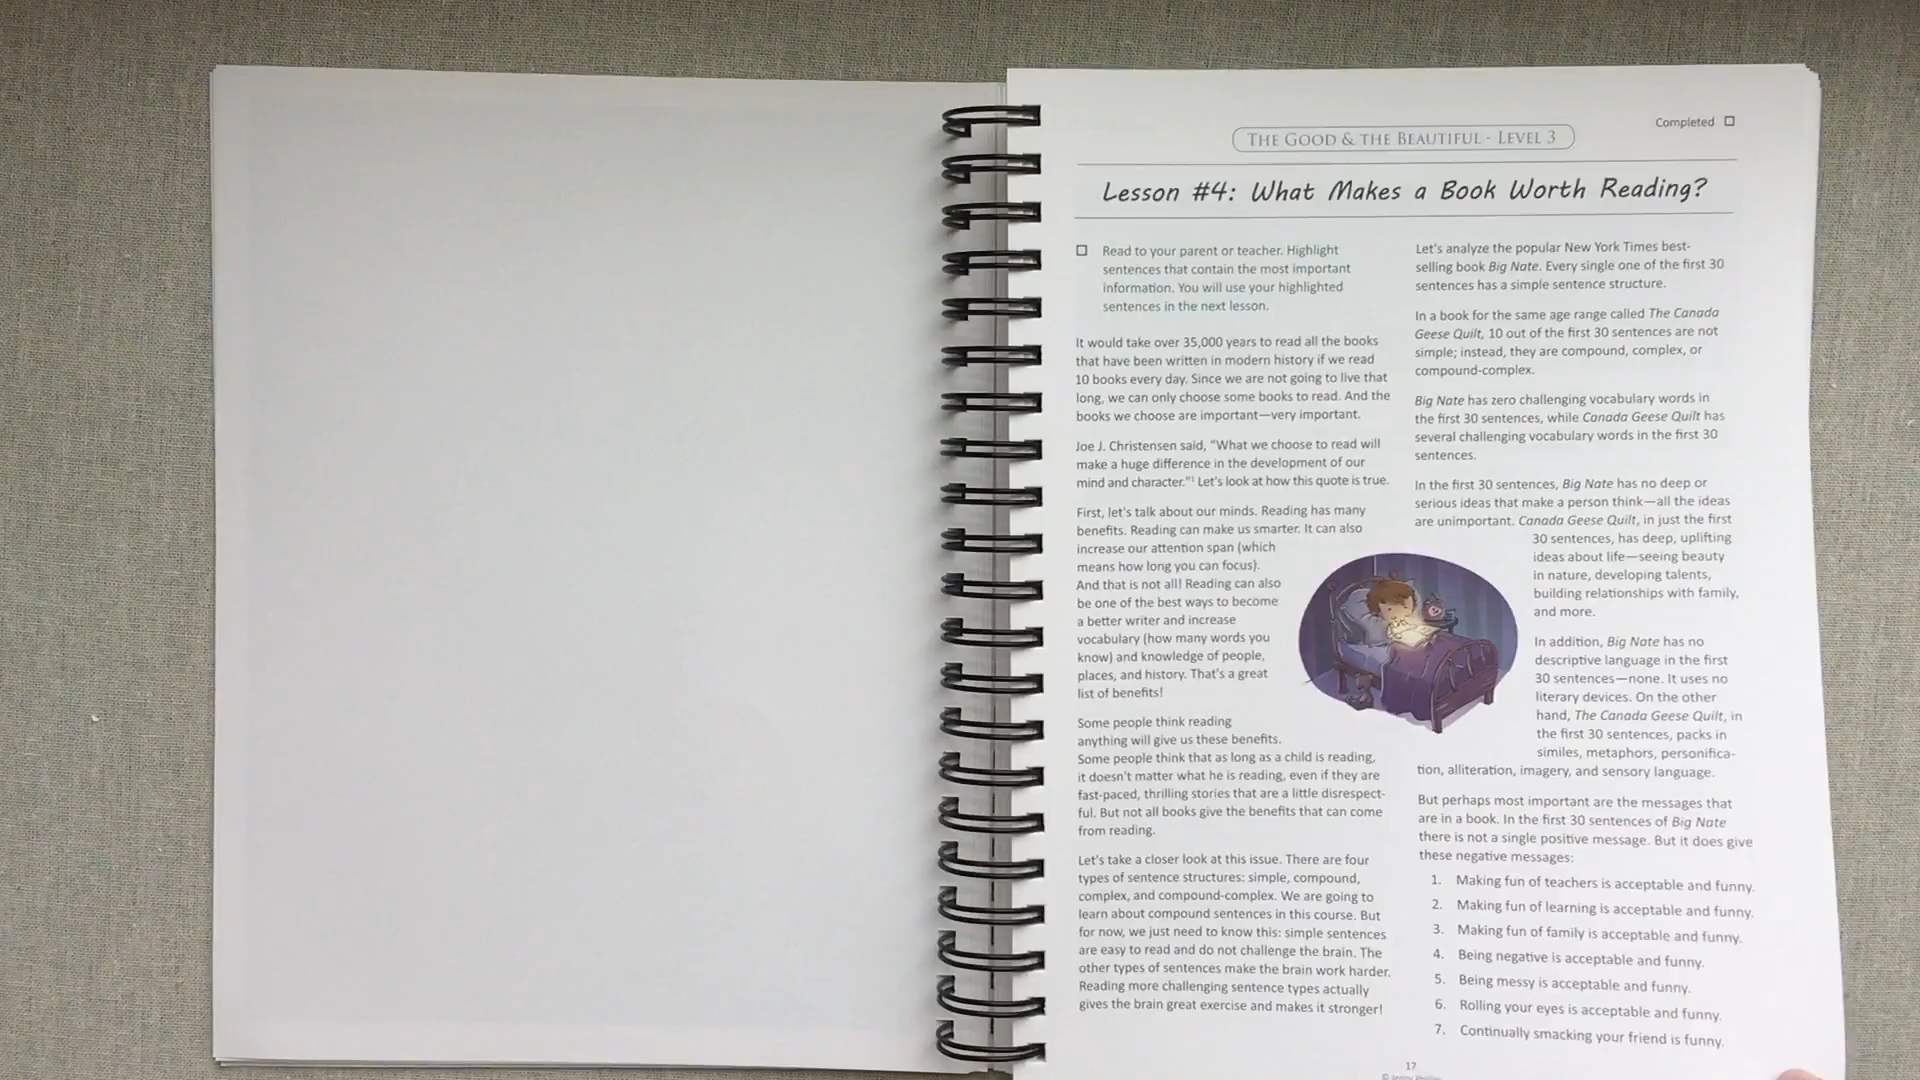 Completed
THE GOOD & THE BEAUTIFUL - LEVEL 3
Lesson #4: What Makes a Book Worth Reading?
Read to your parent or teacher. Highlight
sentences that contain the most important
information. You will use your highlighted
sentences in the next lesson.
It would take over 35,000 years to read all the books
that have been written in modern history if we read
10 books every day. Since we are not going to live that
long, we can only choose some books to read. And the
books we choose are important—very important.
Joe J. Christensen said, "What we choose to read will
make a huge difference in the development of our
mind and character."¹ Let's look at how this quote is true.
First, let's talk about our minds. Reading has many
benefits. Reading can make us smarter. It can also
increase our attention span (which
means how long you can focus).
And that is not all! Reading can also
be one of the best ways to become
a better writer and increase
vocabulary (how many words you
know) and knowledge of people,
places, and history. That's a great
list of benefits!
Some people think reading
anything will give us these benefits.
Some people think that as long as a child is reading,
it doesn't matter what he is reading, even if they are
fast-paced, thrilling stories that are a little disrespect-
ful. But not all books give the benefits that can come
from reading.
Let's take a closer look at this issue. There are four
types of sentence structures: simple, compound,
complex, and compound-complex. We are going to
learn about compound sentences in this course. But
for now, we just need to know this: simple sentences
are easy to read and do not challenge the brain. The
other types of sentences make the brain work harder.
Reading more challenging sentence types actually
gives the brain great exercise and makes it stronger!
Let's analyze the popular New York Times best-
selling book Big Nate. Every single one of the first 30
sentences has a simple sentence structure.
In a book for the same age range called The Canada
Geese Quilt, 10 out of the first 30 sentences are not
simple; instead, they are compound, complex, or
compound-complex.
Big Nate has zero challenging vocabulary words in
the first 30 sentences, while Canada Geese Quilt has
several challenging vocabulary words in the first 30
sentences.
In the first 30 sentences, Big Nate has no deep or
serious ideas that make a person think—all the ideas
are unimportant. Canada Geese Quilt, in just the first
30 sentences, has deep, uplifting
ideas about life—seeing beauty
in nature, developing talents,
building relationships with family,
and more.
In addition, Big Nate has no
descriptive language in the first
30 sentences—none. It uses no
literary devices. On the other
hand, The Canada Geese Quilt, in
the first 30 sentences, packs in
similes, metaphors, personifica-
tion, alliteration, imagery, and sensory language.
But perhaps most important are the messages that
are in a book. In the first 30 sentences of Big Nate
there is not a single positive message. But it does give
these negative messages:
1. Making fun of teachers is acceptable and funny.
2. Making fun of learning is acceptable and funny.
3. Making fun of family is acceptable and funny.
4. Being negative is acceptable and funny.
5. Being messy is acceptable and funny.
6. Rolling your eyes is acceptable and funny.
7. Continually smacking your friend is funny.
17